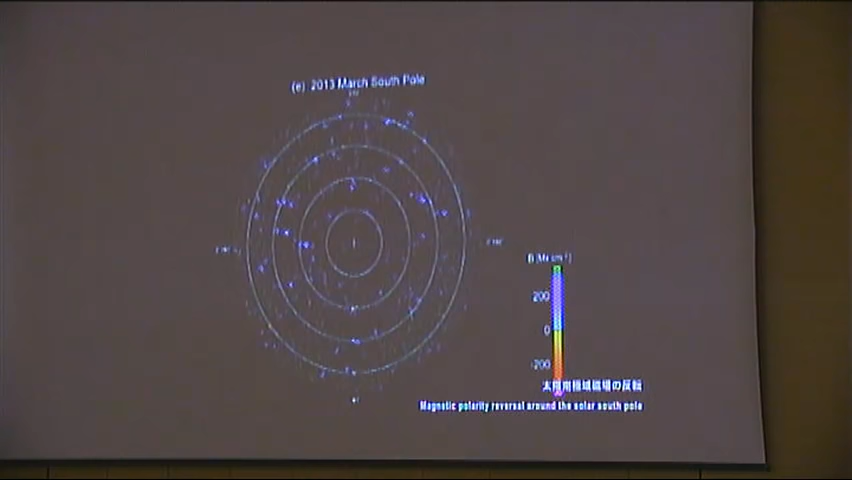 (e) 2013 March South Pole
200
0
-200
太陽南極域磁場の反転
Magnetic polarity reversal around the solar south pole